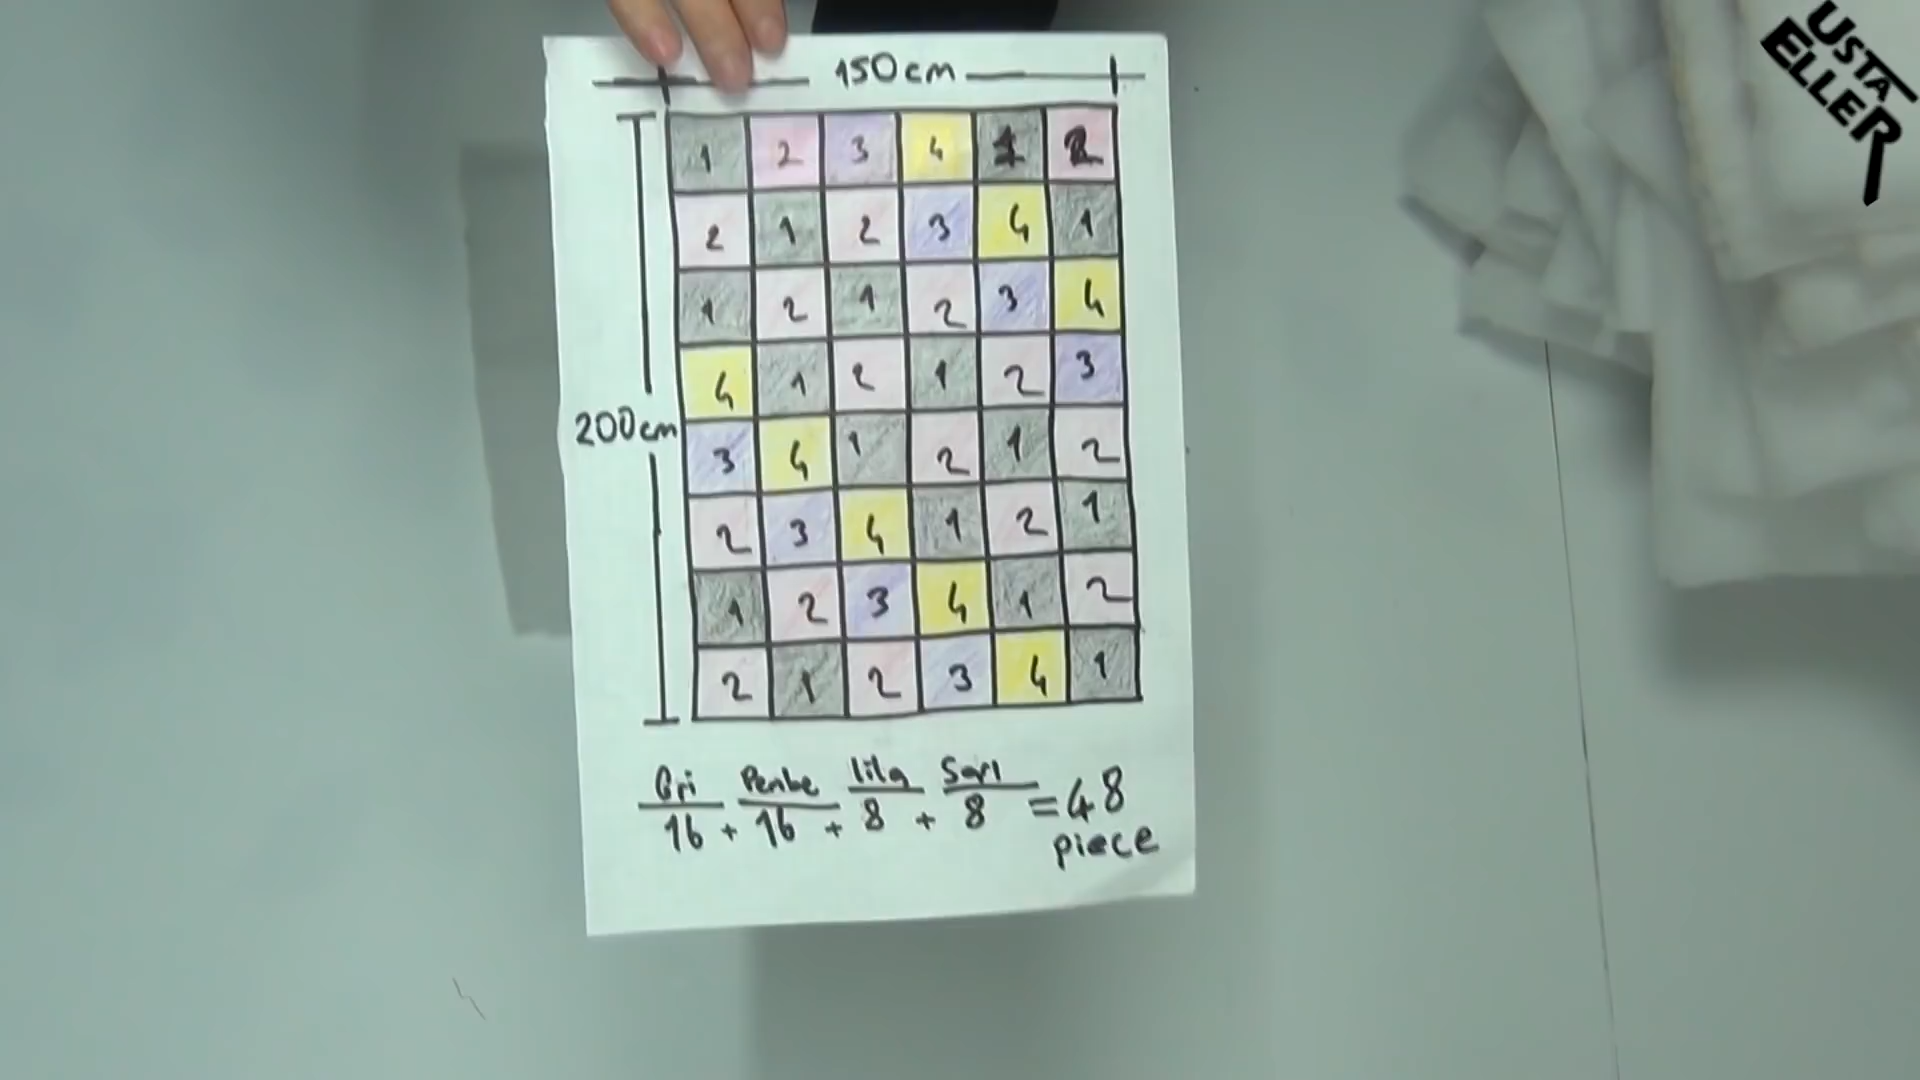 USTA
ELLER
150cm
1 2 3 4 1 2
2 1 2 3 4 1
1 2 1 2 3 4
4 1 2 1 2 3
200cm
3 4 1 2 1 2
2 3 4 1 2 1
1 2 3 4 1 2
2 1 2 3 4 1
Gri Penbe lila Sarı
16 + 16 + 8 + 8 = 48
piece